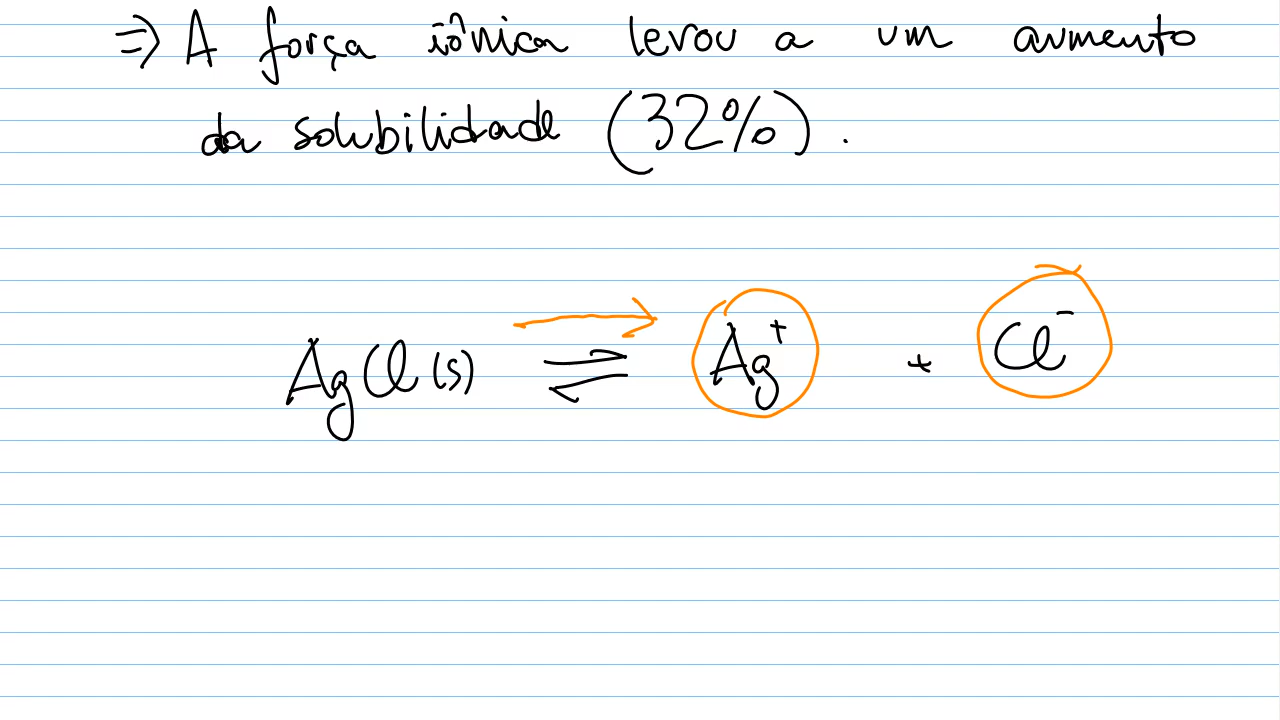 ⇒ A força iônica levou a um aumento
da solubilidade (32%).
AgCl(s) ⇌ Ag⁺ + Cl⁻